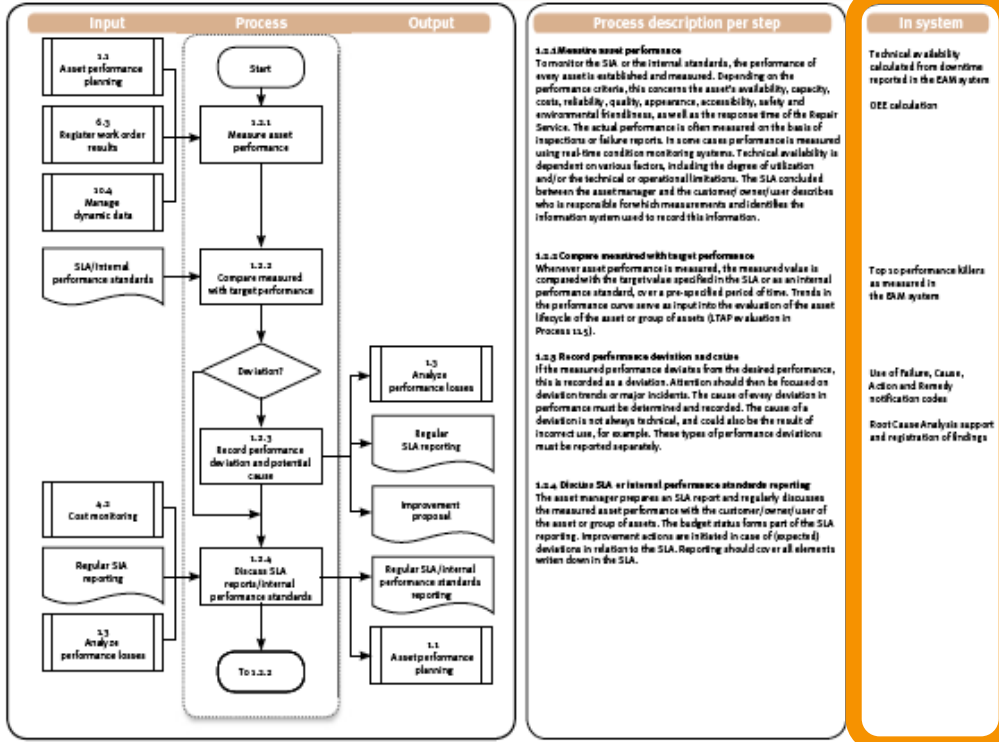 Input
Process
Output
1.1
Asset performance
planning
6.3
Register work order
results
10.4
Manage
dynamic data
SLA/Internal
performance standards
4.2
Cost monitoring
Regular SLA
reporting
1.3
Analyze
performance losses
Start
1.2.1
Measure asset
performance
1.2.2
Compare measured
with target performance
Deviation?
1.2.3
Record performance
deviation and potential
cause
1.2.4
Discuss SLA
reports/internal
performance standards
To 1.2.2
1.3
Analyze
performance losses
Regular
SLA reporting
Improvement
proposal
Regular SLA/internal
performance standards
reporting
1.1
Asset performance
planning
Process description per step
1.2.1 Measure asset performance
To monitor the SLA or the internal standards, the performance of
every asset is established and measured. Depending on the
performance criteria, this concerns the asset's availability, capacity,
costs, reliability, quality, appearance, accessibility, safety and
environmental friendliness, as well as the response time of the Repair
Service. The actual performance is often measured on the basis of
inspections or failure reports. In some cases performance is measured
using real-time condition monitoring systems. Technical availability is
dependent on various factors, including the degree of utilization
and/or the technical or operational limitations. The SLA concluded
between the asset manager and the customer/ owner/user describes
who is responsible for which measurements and identifies the
information system used to record this information.
1.2.2 Compare measured with target performance
Whenever asset performance is measured, the measured value is
compared with the target value specified in the SLA or as an internal
performance standard, over a pre-specified period of time. Trends in
the performance curve serve as input into the evaluation of the asset
lifecycle of the asset or group of assets (LTAP evaluation in
Process 11.5).
1.2.3 Record performance deviation and cause
If the measured performance deviates from the desired performance,
this is recorded as a deviation. Attention should then be focused on
deviation trends or major incidents. The cause of every deviation in
performance must be determined and recorded. The cause of a
deviation is not always technical, and could also be the result of
incorrect use, for example. These types of performance deviations
must be reported separately.
1.2.4 Discuss SLA or internal performance standards reporting
The asset manager prepares an SLA report and regularly discusses
the measured asset performance with the customer/owner/user of
the asset or group of assets. The budget status forms part of the SLA
reporting. Improvement actions are initiated in case of (expected)
deviations in relation to the SLA. Reporting should cover all elements
written down in the SLA.
In system
Technical availability
calculated from downtime
reported in the EAM system
OEE calculation
Top 10 performance killers
as measured in
the EAM system
Use of Failure, Cause,
Action and Remedy
notification codes
Root Cause Analysis support
and registration of findings